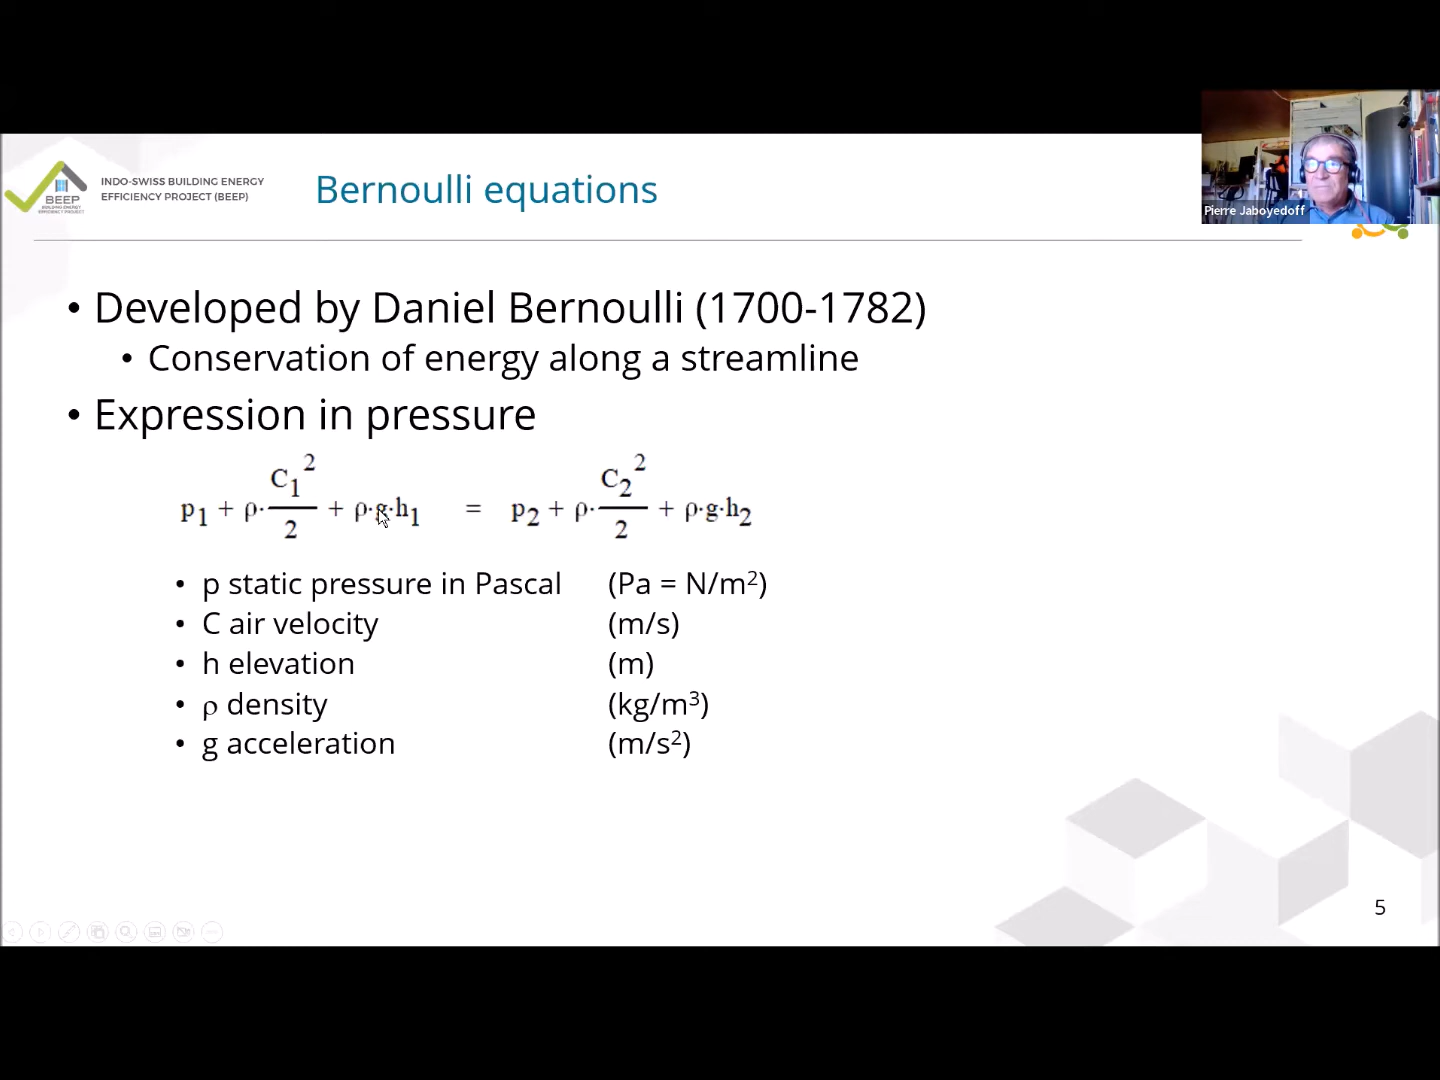 INDO-SWISS BUILDING ENERGY
EFFICIENCY PROJECT (BEEP)
BEEP
Bernoulli equations
Pierre Jaboyedoff
• Developed by Daniel Bernoulli (1700-1782)
• Conservation of energy along a streamline
• Expression in pressure
p₁ + ρ·C₁²/2 + ρ·g·h₁ = p₂ + ρ·C₂²/2 + ρ·g·h₂
• p static pressure in Pascal (Pa = N/m²)
• C air velocity (m/s)
• h elevation (m)
• ρ density (kg/m³)
• g acceleration (m/s²)
5